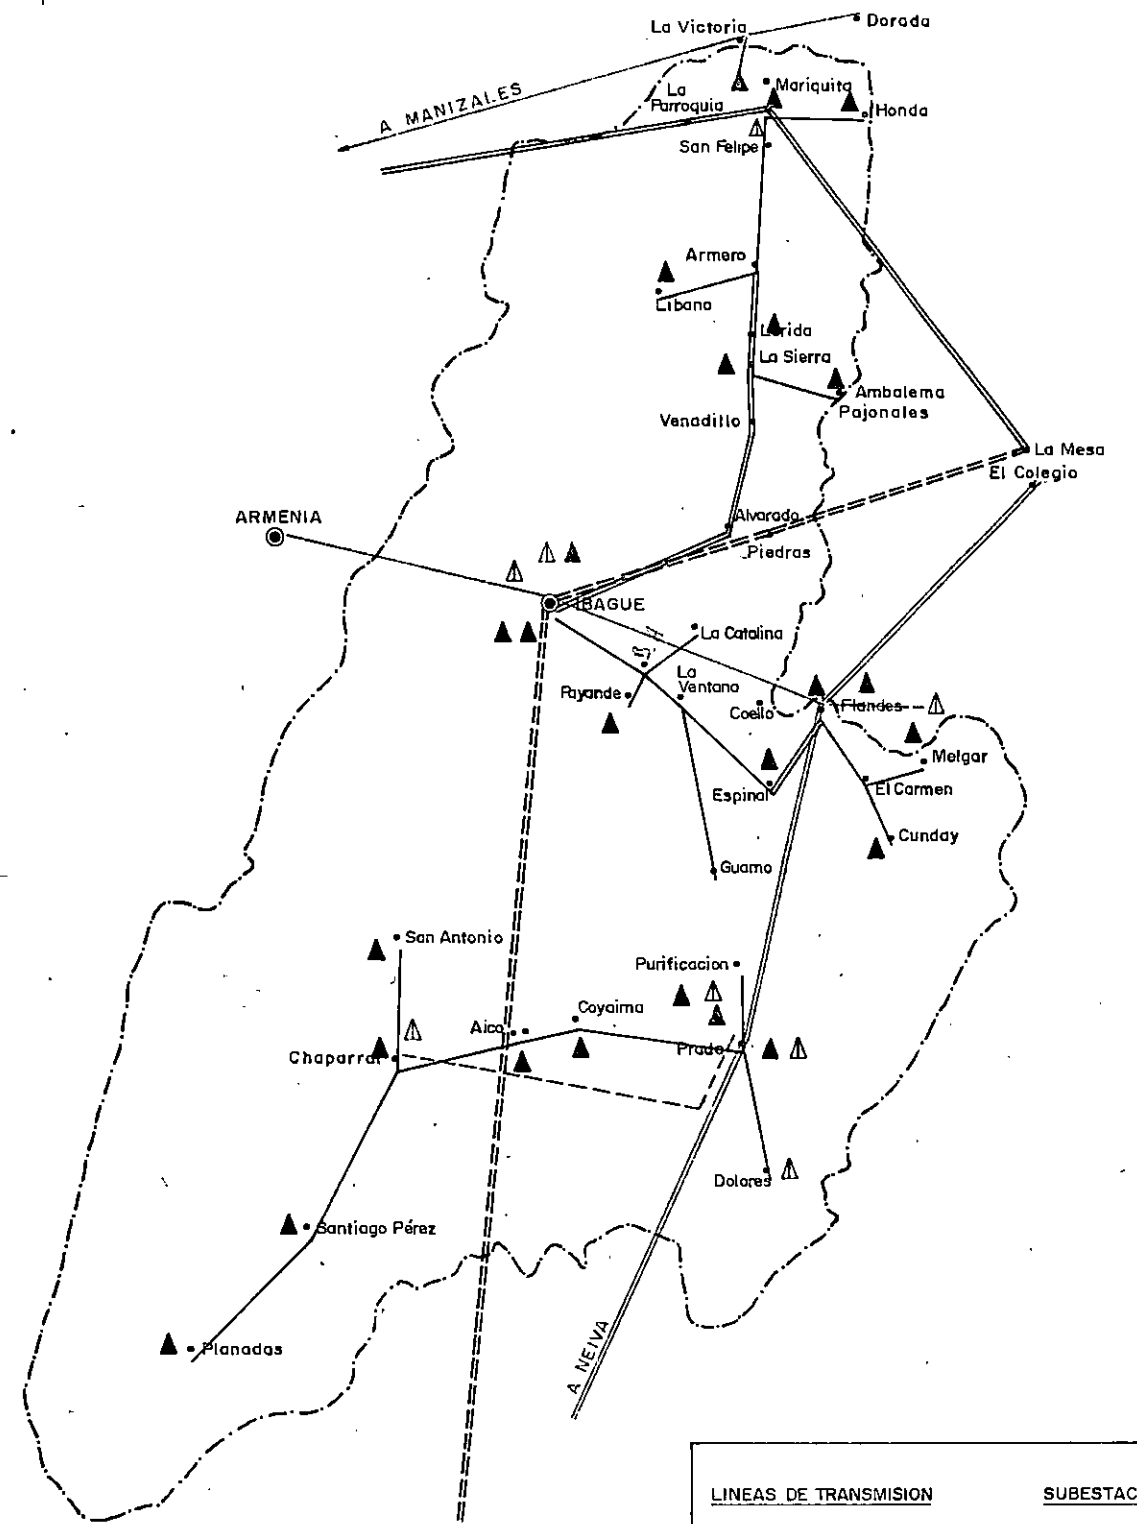 La Victoria
Dorada
A MANIZALES
La
Parroquia
Mariquita
Honda
San Felipe
Armero
Libano
Lerida
La Sierra
Ambalema
Pajonales
Venadillo
La Mesa
El Colegio
ARMENIA
Alvarado
Piedras
IBAGUE
La Catalina
Payande
La
Ventana
Coello
Flandes
Melgar
Espinal
El Carmen
Cunday
Guamo
San Antonio
Purificacion
Coyaima
Aico
Prado
Chaparral
Dolores
Santiago Pérez
Planadas
A NEIVA
LINEAS DE TRANSMISION
SUBESTAC